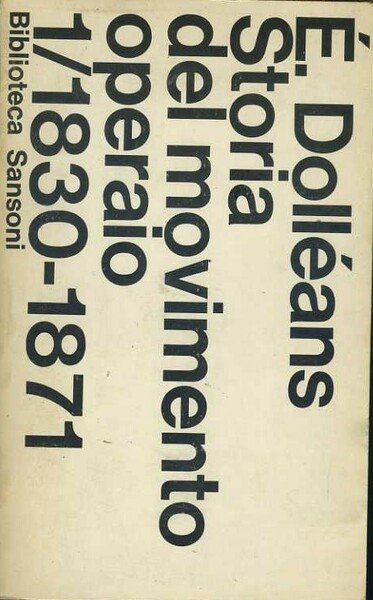 É. Dolléans
Storia
del movimento
operaio
1/1830-1871
Biblioteca Sansoni